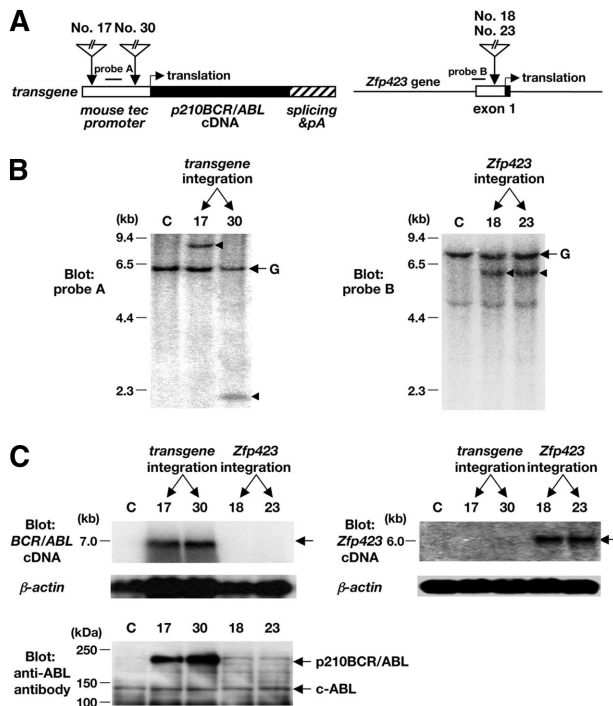 A
No. 17 No. 30
probe A
translation
transgene
mouse tec promoter
p210BCR/ABL cDNA
splicing &pA
No. 18
No. 23
probe B
translation
Zfp423 gene
exon 1
B
transgene integration
(kb) C 17 30
9.4
6.5
4.4
2.3
Blot: probe A
G
Zfp423 integration
(kb) C 18 23
9.4
6.5
4.4
2.3
Blot: probe B
G
C
transgene integration
Zfp423 integration
C 17 30 18 23
(kb)
Blot: BCR/ABL cDNA
7.0
β-actin
transgene integration
Zfp423 integration
C 17 30 18 23
(kb)
Blot: Zfp423 cDNA
6.0
β-actin
(kDa) C 17 30 18 23
250
150
100
Blot: anti-ABL antibody
p210BCR/ABL
c-ABL